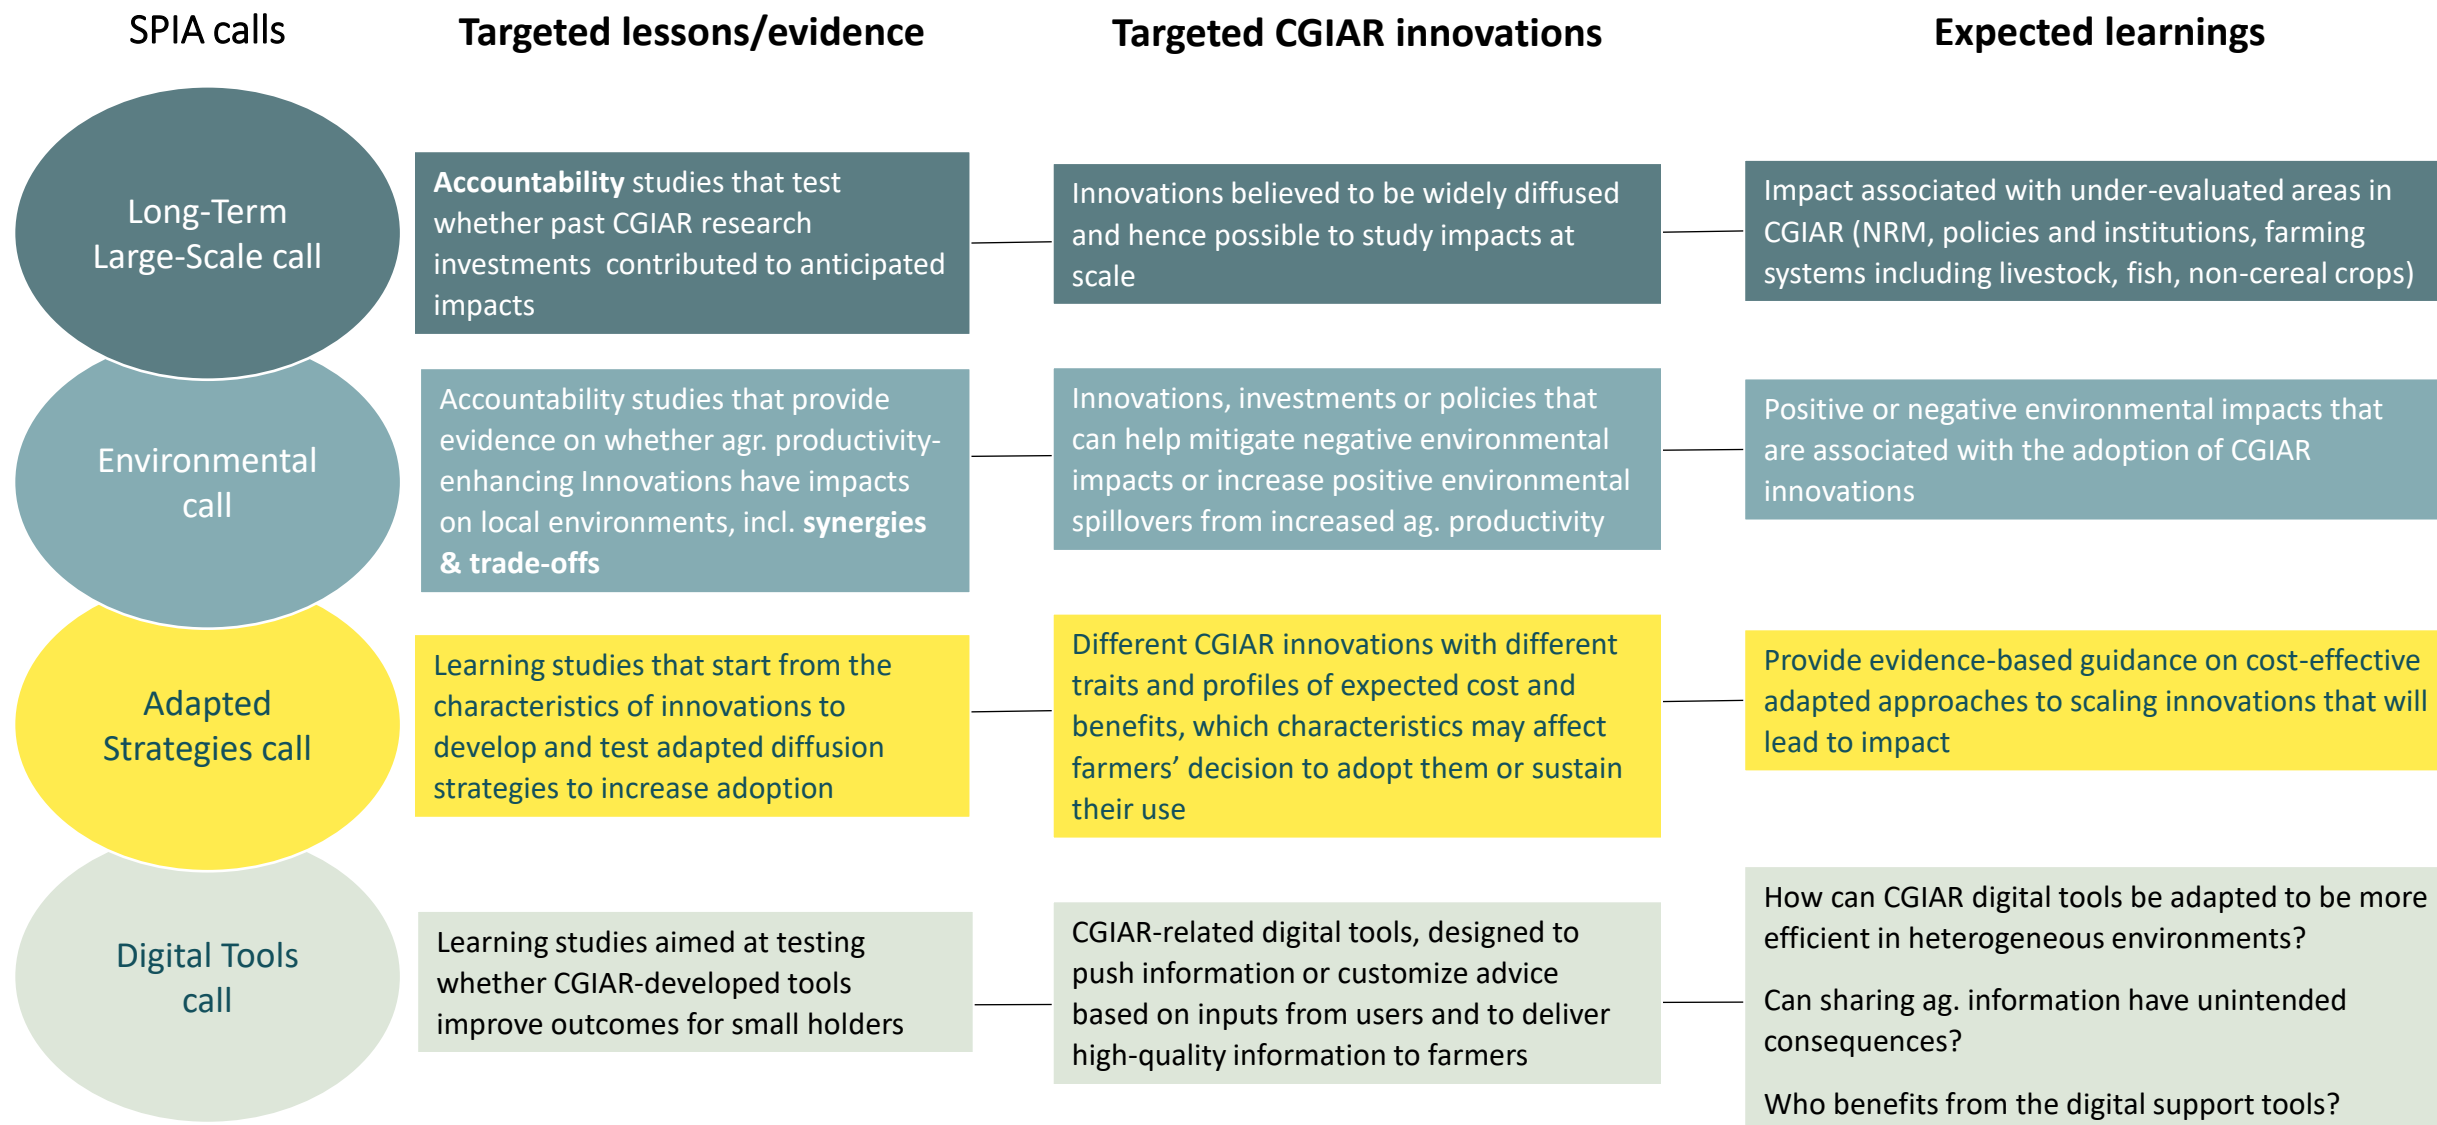 SPIA calls
Targeted lessons/evidence
Targeted CGIAR innovations
Expected learnings
Long-Term
Large-Scale call
Accountability studies that test
whether past CGIAR research
investments contributed to anticipated
impacts
Innovations believed to be widely diffused
and hence possible to study impacts at
scale
Impact associated with under-evaluated areas in
CGIAR (NRM, policies and institutions, farming
systems including livestock, fish, non-cereal crops)
Environmental
call
Accountability studies that provide
evidence on whether agr. productivity-
enhancing Innovations have impacts
on local environments, incl. synergies
& trade-offs
Innovations, investments or policies that
can help mitigate negative environmental
impacts or increase positive environmental
spillovers from increased ag. productivity
Positive or negative environmental impacts that
are associated with the adoption of CGIAR
innovations
Adapted
Strategies call
Learning studies that start from the
characteristics of innovations to
develop and test adapted diffusion
strategies to increase adoption
Different CGIAR innovations with different
traits and profiles of expected cost and
benefits, which characteristics may affect
farmers’ decision to adopt them or sustain
their use
Provide evidence-based guidance on cost-effective
adapted approaches to scaling innovations that will
lead to impact
Digital Tools
call
Learning studies aimed at testing
whether CGIAR-developed tools
improve outcomes for small holders
CGIAR-related digital tools, designed to
push information or customize advice
based on inputs from users and to deliver
high-quality information to farmers
How can CGIAR digital tools be adapted to be more
efficient in heterogeneous environments?
Can sharing ag. information have unintended
consequences?
Who benefits from the digital support tools?